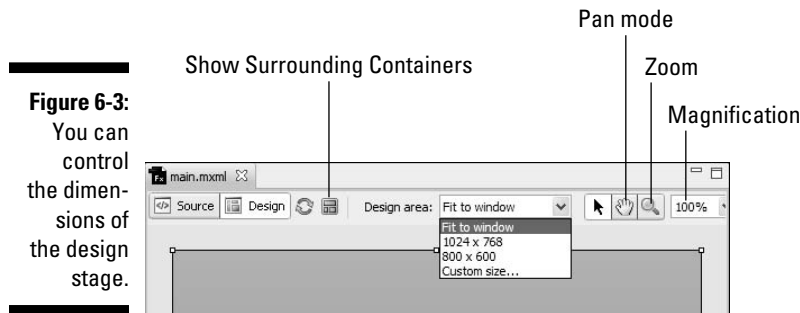 Pan mode
Show Surrounding Containers
Zoom
Magnification
Figure 6-3:
You can
control
the dimen-
sions of
the design
stage.
Fx main.mxml
Source Design Design area: Fit to window 100%
Fit to window
1024 x 768
800 x 600
Custom size...